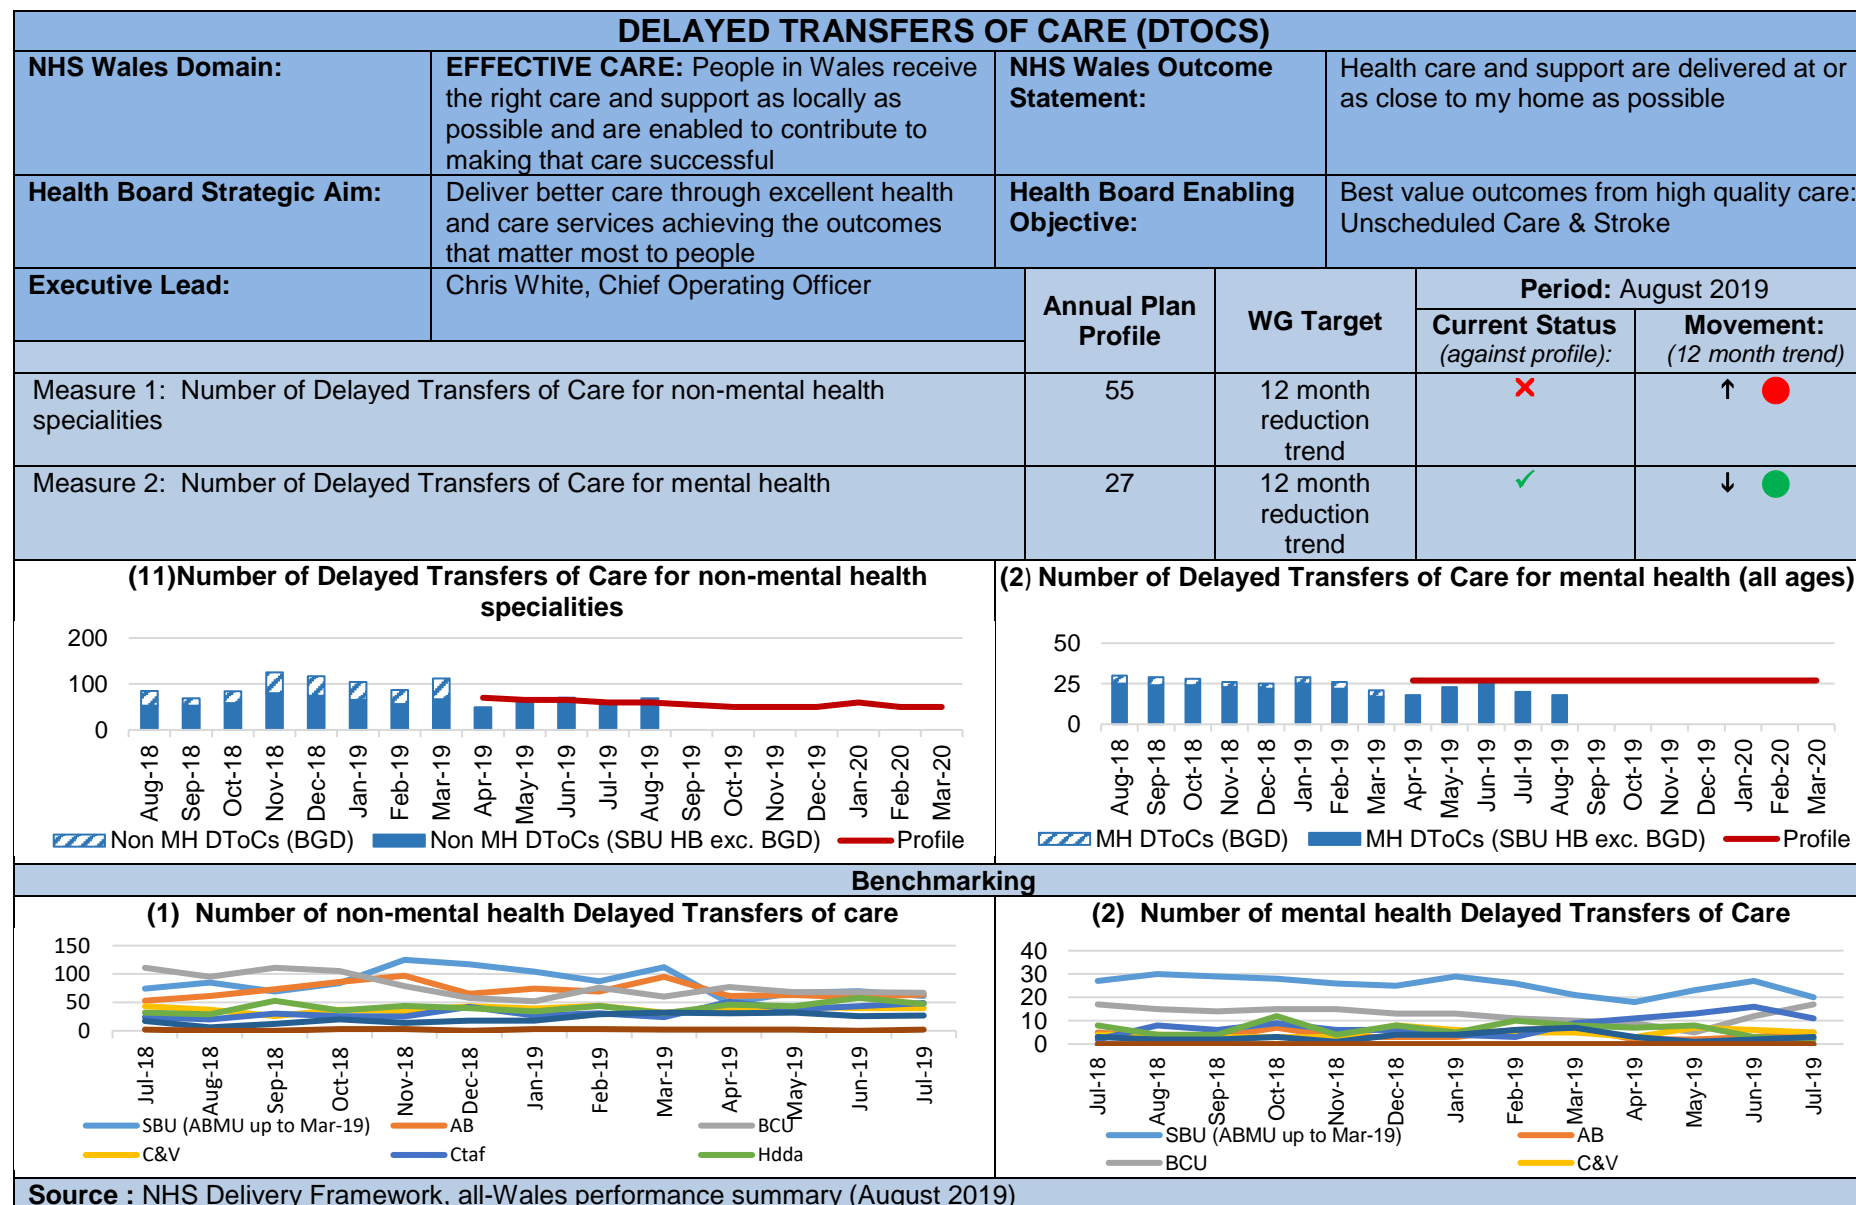 DELAYED TRANSFERS OF CARE (DTOCS)
NHS Wales Domain:
EFFECTIVE CARE: People in Wales receive
the right care and support as locally as
possible and are enabled to contribute to
making that care successful
NHS Wales Outcome
Statement:
Health care and support are delivered at or
as close to my home as possible
Health Board Strategic Aim:
Deliver better care through excellent health
and care services achieving the outcomes
that matter most to people
Health Board Enabling
Objective:
Best value outcomes from high quality care:
Unscheduled Care & Stroke
Executive Lead:
Chris White, Chief Operating Officer
Annual Plan
Profile
WG Target
Period: August 2019
Current Status
(against profile):
Movement:
(12 month trend)
Measure 1: Number of Delayed Transfers of Care for non-mental health
specialities
55
12 month
reduction
trend
✕
↑
Measure 2: Number of Delayed Transfers of Care for mental health
27
12 month
reduction
trend
✓
↓
(11)Number of Delayed Transfers of Care for non-mental health
specialities
200
100
0
Aug-18
Sep-18
Oct-18
Nov-18
Dec-18
Jan-19
Feb-19
Mar-19
Apr-19
May-19
Jun-19
Jul-19
Aug-19
Sep-19
Oct-19
Nov-19
Dec-19
Jan-20
Feb-20
Mar-20
Non MH DToCs (BGD)
Non MH DToCs (SBU HB exc. BGD)
Profile
(2) Number of Delayed Transfers of Care for mental health (all ages)
50
25
0
Aug-18
Sep-18
Oct-18
Nov-18
Dec-18
Jan-19
Feb-19
Mar-19
Apr-19
May-19
Jun-19
Jul-19
Aug-19
Sep-19
Oct-19
Nov-19
Dec-19
Jan-20
Feb-20
Mar-20
MH DToCs (BGD)
MH DToCs (SBU HB exc. BGD)
Profile
Benchmarking
(1) Number of non-mental health Delayed Transfers of care
150
100
50
0
Jul-18
Aug-18
Sep-18
Oct-18
Nov-18
Dec-18
Jan-19
Feb-19
Mar-19
Apr-19
May-19
Jun-19
Jul-19
SBU (ABMU up to Mar-19)
AB
BCU
C&V
Ctaf
Hdda
(2) Number of mental health Delayed Transfers of Care
40
30
20
10
0
Jul-18
Aug-18
Sep-18
Oct-18
Nov-18
Dec-18
Jan-19
Feb-19
Mar-19
Apr-19
May-19
Jun-19
Jul-19
SBU (ABMU up to Mar-19)
AB
BCU
C&V
Source : NHS Delivery Framework, all-Wales performance summary (August 2019)